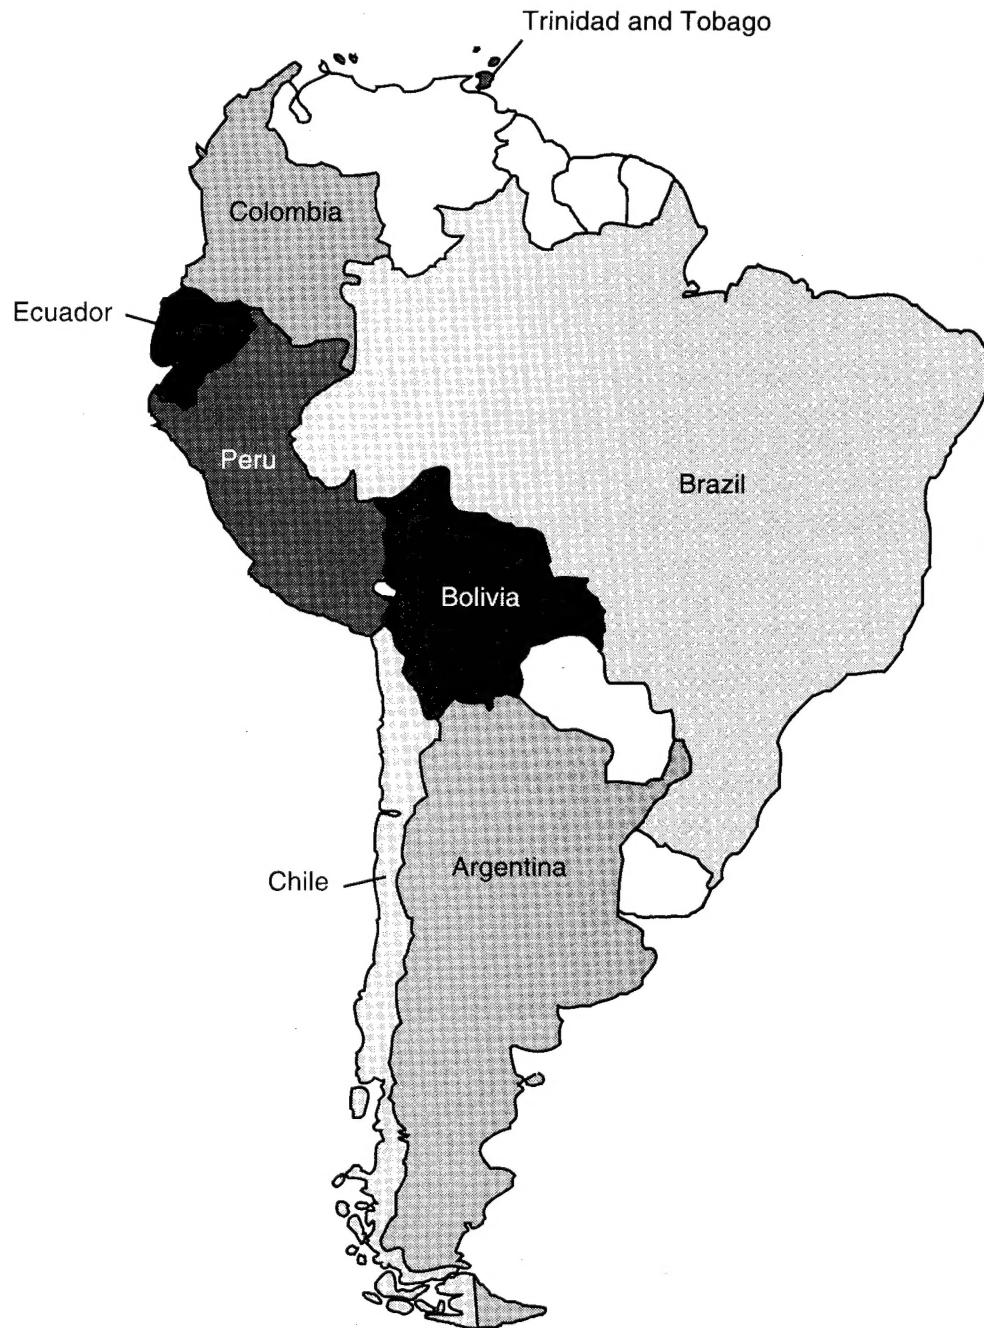 Trinidad and Tobago
Colombia
Ecuador
Peru
Brazil
Bolivia
Chile
Argentina